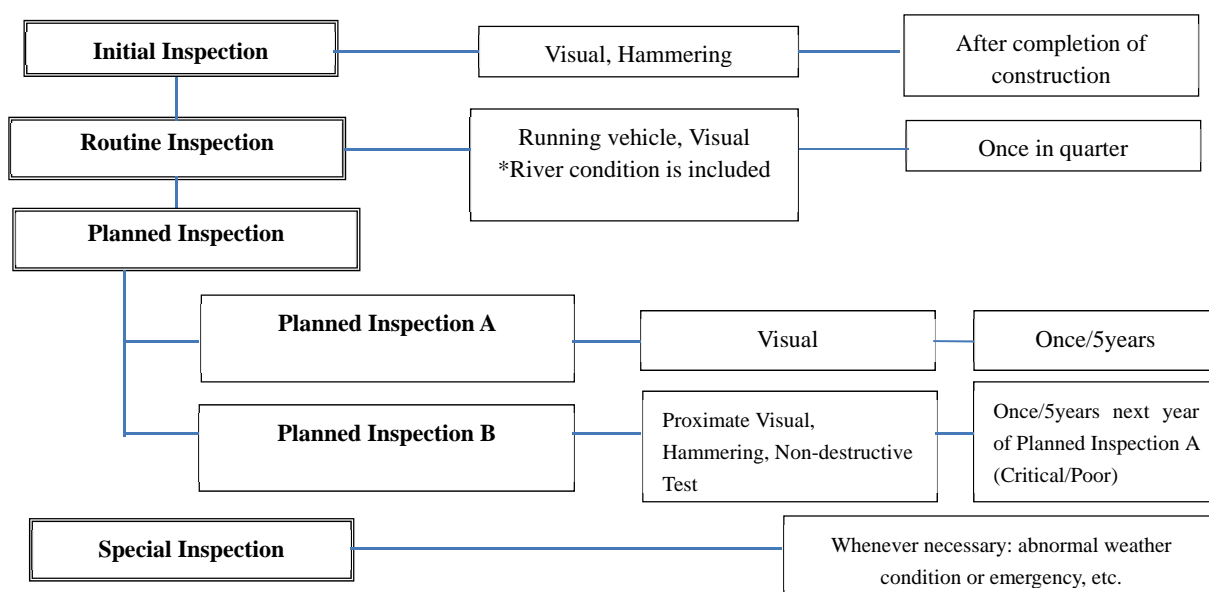 Initial Inspection
Visual, Hammering
After completion of
construction
Routine Inspection
Running vehicle, Visual
*River condition is included
Once in quarter
Planned Inspection
Planned Inspection A
Visual
Once/5years
Planned Inspection B
Proximate Visual,
Hammering, Non-destructive
Test
Once/5years next year
of Planned Inspection A
(Critical/Poor)
Special Inspection
Whenever necessary: abnormal weather
condition or emergency, etc.